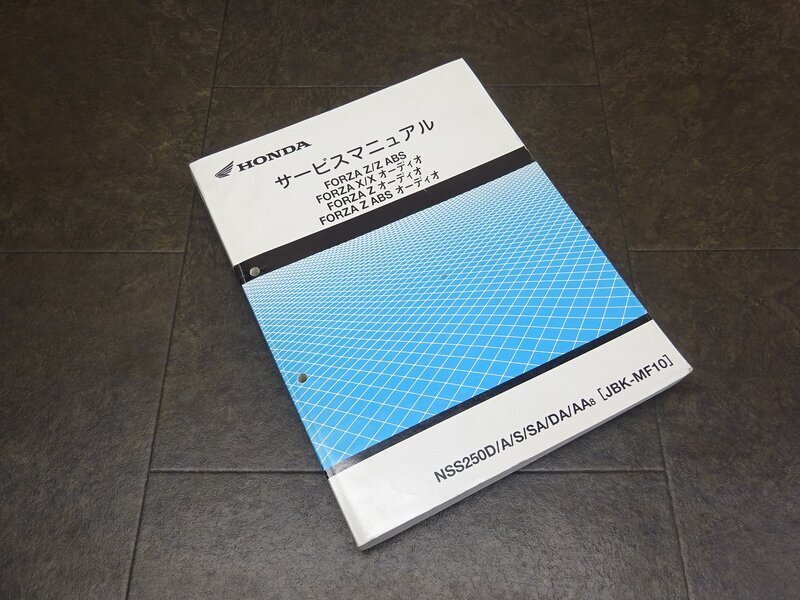 HONDA
サービスマニュアル
FORZA Z/Z ABS
FORZA X/X オーディオ
FORZA Z オーディオ
FORZA Z ABS オーディオ
NSS250D/A/S/SA/DA/AA8 [JBK-MF10]